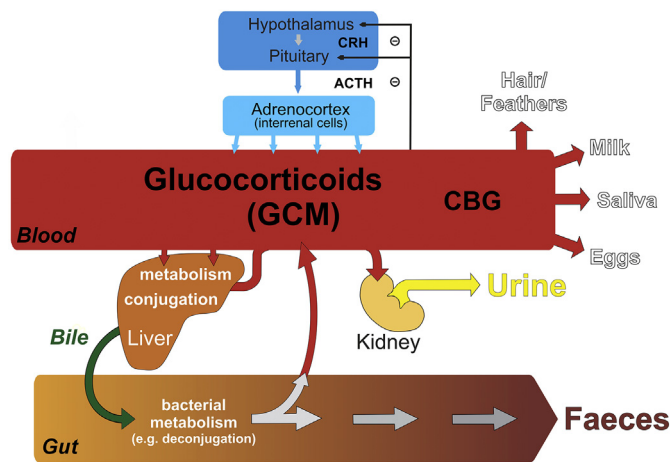 Hypothalamus
CRH
Pituitary
ACTH
Adrenocortex
(interrenal cells)
Hair/
Feathers
Milk
Glucocorticoids
(GCM)
CBG
Saliva
Blood
Eggs
metabolism
conjugation
Liver
Urine
Kidney
Bile
bacterial
metabolism
(e.g. deconjugation)
Faeces
Gut